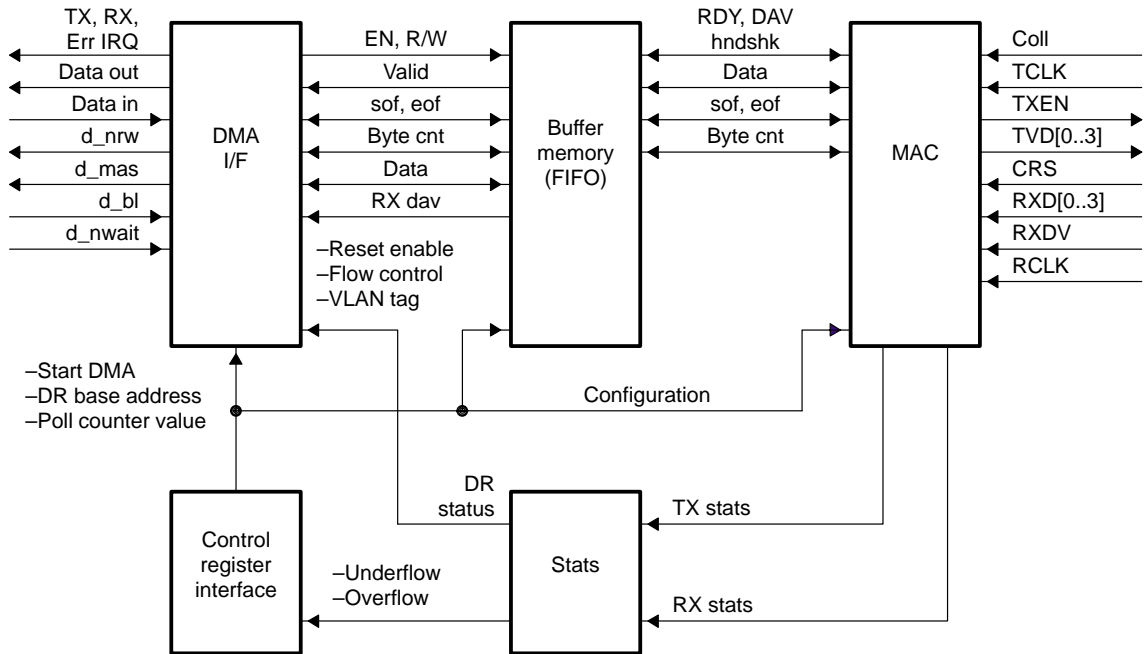 TX, RX,
Err IRQ
Data out
Data in
d_nrw
d_mas
d_bl
d_nwait
DMA
I/F
EN, R/W
Valid
sof, eof
Byte cnt
Data
RX dav
–Reset enable
–Flow control
–VLAN tag
Buffer
memory
(FIFO)
RDY, DAV
hndshk
Data
sof, eof
Byte cnt
MAC
Coll
TCLK
TXEN
TVD[0..3]
CRS
RXD[0..3]
RXDV
RCLK
–Start DMA
–DR base address
–Poll counter value
Configuration
Control
register
interface
DR
status
–Underflow
–Overflow
Stats
TX stats
RX stats